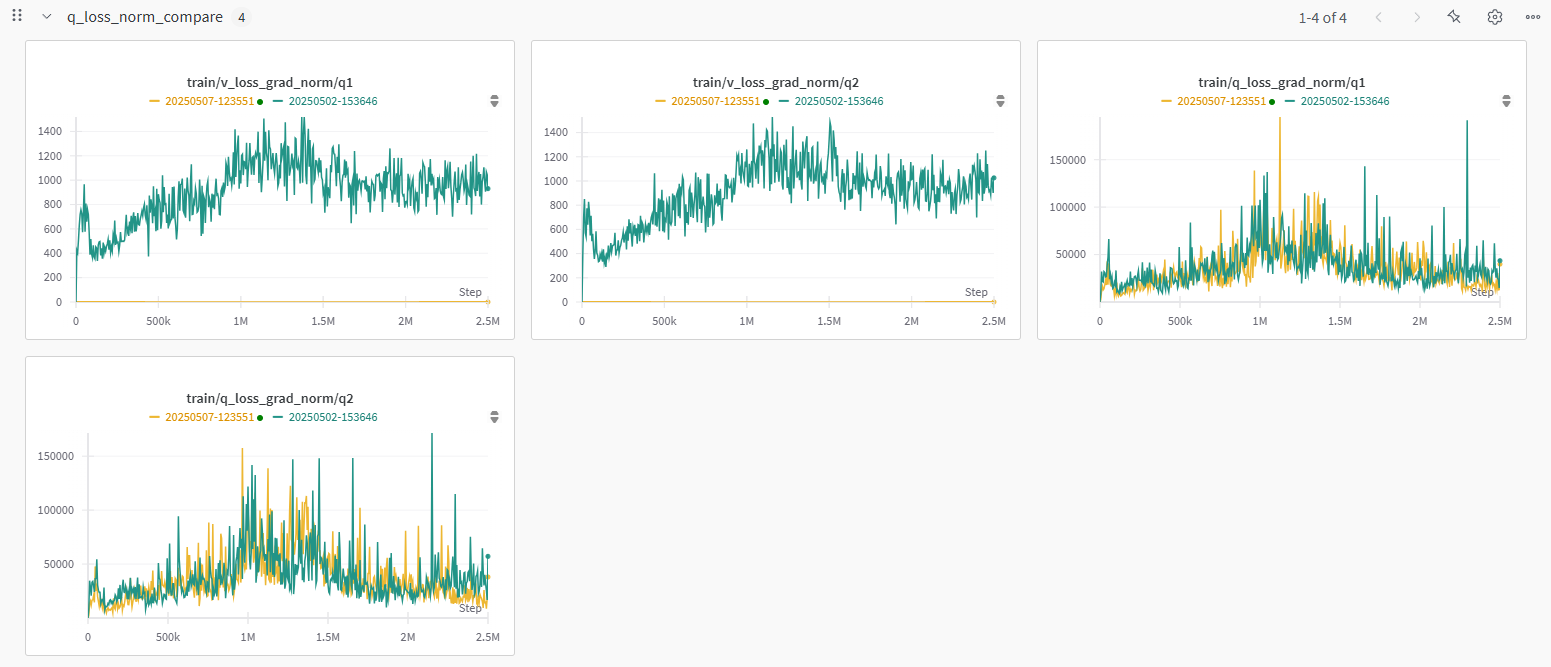 q_loss_norm_compare 4
1-4 of 4
train/v_loss_grad_norm/q1
20250507-123551 20250502-153646
1400
1200
1000
800
600
400
200
0
Step
0 500k 1M 1.5M 2M 2.5M
train/v_loss_grad_norm/q2
20250507-123551 20250502-153646
1400
1200
1000
800
600
400
200
0
Step
0 500k 1M 1.5M 2M 2.5M
train/q_loss_grad_norm/q1
20250507-123551 20250502-153646
150000
100000
50000
Step
0 500k 1M 1.5M 2M 2.5M
train/q_loss_grad_norm/q2
20250507-123551 20250502-153646
150000
100000
50000
Step
0 500k 1M 1.5M 2M 2.5M